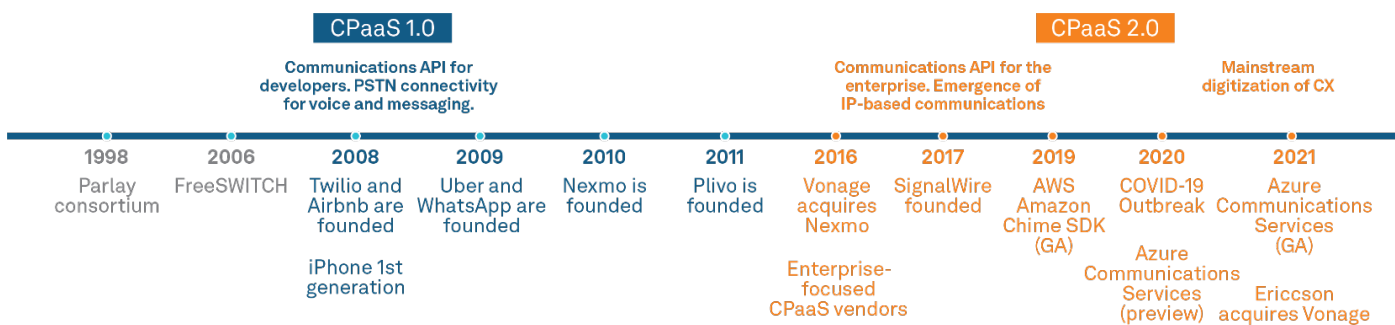 CPaaS 1.0
Communications API for
developers. PSTN connectivity
for voice and messaging.
CPaaS 2.0
Communications API for the
enterprise. Emergence of
IP-based communications
Mainstream
digitization of CX
1998
Parlay
consortium
2006
FreeSWITCH
2008
Twilio and
Airbnb are
founded
iPhone 1st
generation
2009
Uber and
WhatsApp are
founded
2010
Nexmo is
founded
2011
Plivo is
founded
2016
Vonage
acquires
Nexmo
Enterprise-
focused
CPaaS vendors
2017
SignalWire
founded
2019
AWS
Amazon
Chime SDK
(GA)
2020
COVID-19
Outbreak
Azure
Communications
Services
(preview)
2021
Azure
Communications
Services
(GA)
Ericcson
acquires Vonage